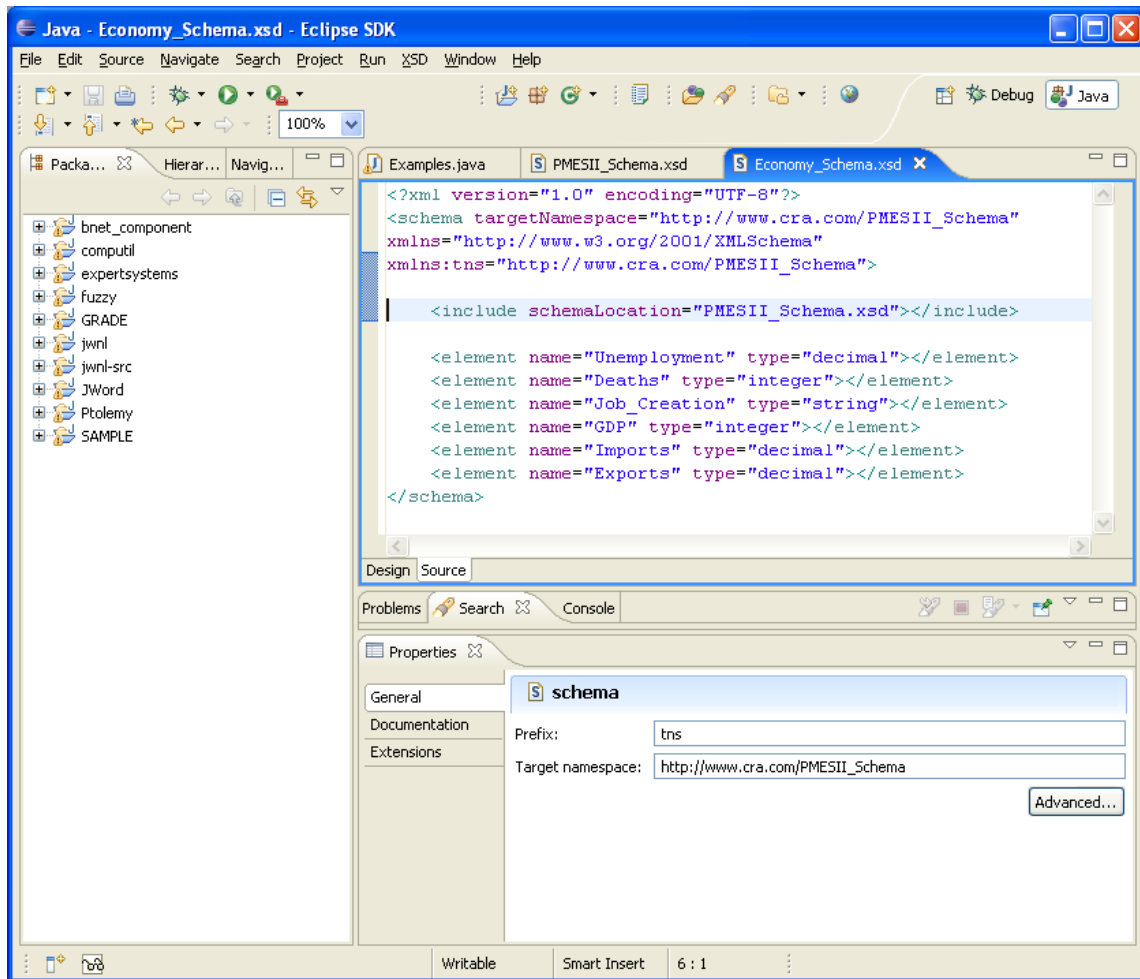 Java - Economy_Schema.xsd - Eclipse SDK
File Edit Source Navigate Search Project Run XSD Window Help
Debug Java
100%
Packa... Hierar... Navig...
bnet_component
computil
expertsystems
fuzzy
GRADE
jwnl
jwnl-src
JWord
Ptolemy
SAMPLE
Examples.java PMESII_Schema.xsd Economy_Schema.xsd
<?xml version="1.0" encoding="UTF-8"?>
<schema targetNamespace="http://www.cra.com/PMESII_Schema"
xmlns="http://www.w3.org/2001/XMLSchema"
xmlns:tns="http://www.cra.com/PMESII_Schema">
<include schemaLocation="PMESII_Schema.xsd"></include>
<element name="Unemployment" type="decimal"></element>
<element name="Deaths" type="integer"></element>
<element name="Job_Creation" type="string"></element>
<element name="GDP" type="integer"></element>
<element name="Imports" type="decimal"></element>
<element name="Exports" type="decimal"></element>
</schema>
Design Source
Problems Search Console
Properties
General
Documentation
Extensions
schema
Prefix: tns
Target namespace: http://www.cra.com/PMESII_Schema
Advanced...
Writable Smart Insert 6 : 1